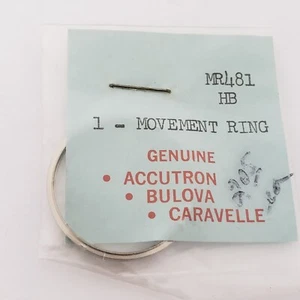 MR481
HB
1 - MOVEMENT RING
GENUINE
• ACCUTRON
• BULOVA
• CARAVELLE